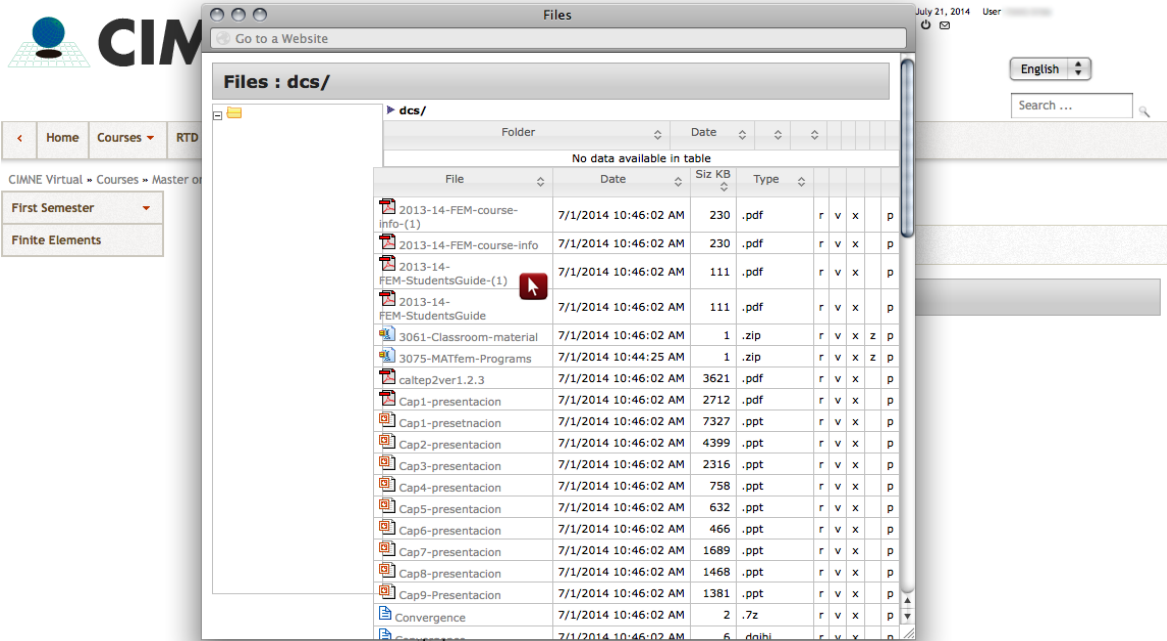 Files
July 21, 2014 User
Go to a Website
CIM
English
Files : dcs/
Search ...
dcs/
< Home Courses RTD
Folder Date
No data available in table
File Date Siz KB Type
CIMNE Virtual » Courses » Master or
First Semester
Finite Elements
2013-14-FEM-course-
info-(1) 7/1/2014 10:46:02 AM 230 .pdf r v x p
2013-14-FEM-course-info 7/1/2014 10:46:02 AM 230 .pdf r v x p
2013-14-
FEM-StudentsGuide-(1) 7/1/2014 10:46:02 AM 111 .pdf r v x p
2013-14-
FEM-StudentsGuide 7/1/2014 10:46:02 AM 111 .pdf r v x p
3061-Classroom-material 7/1/2014 10:46:02 AM 1 .zip r v x z p
3075-MATfem-Programs 7/1/2014 10:44:25 AM 1 .zip r v x z p
caltep2ver1.2.3 7/1/2014 10:46:02 AM 3621 .pdf r v x p
Cap1-presentacion 7/1/2014 10:46:02 AM 2712 .pdf r v x p
Cap1-presetnacion 7/1/2014 10:46:02 AM 7327 .ppt r v x p
Cap2-presentacion 7/1/2014 10:46:02 AM 4399 .ppt r v x p
Cap3-presentacion 7/1/2014 10:46:02 AM 2316 .ppt r v x p
Cap4-presentacion 7/1/2014 10:46:02 AM 758 .ppt r v x p
Cap5-presentacion 7/1/2014 10:46:02 AM 632 .ppt r v x p
Cap6-presentacion 7/1/2014 10:46:02 AM 466 .ppt r v x p
Cap7-presentacion 7/1/2014 10:46:02 AM 1689 .ppt r v x p
Cap8-presentacion 7/1/2014 10:46:02 AM 1468 .ppt r v x p
Cap9-Presentacion 7/1/2014 10:46:02 AM 1381 .ppt r v x p
Convergence 7/1/2014 10:46:02 AM 2 .7z r v x p
7/1/2014 10:46:02 AM 6 r v x p